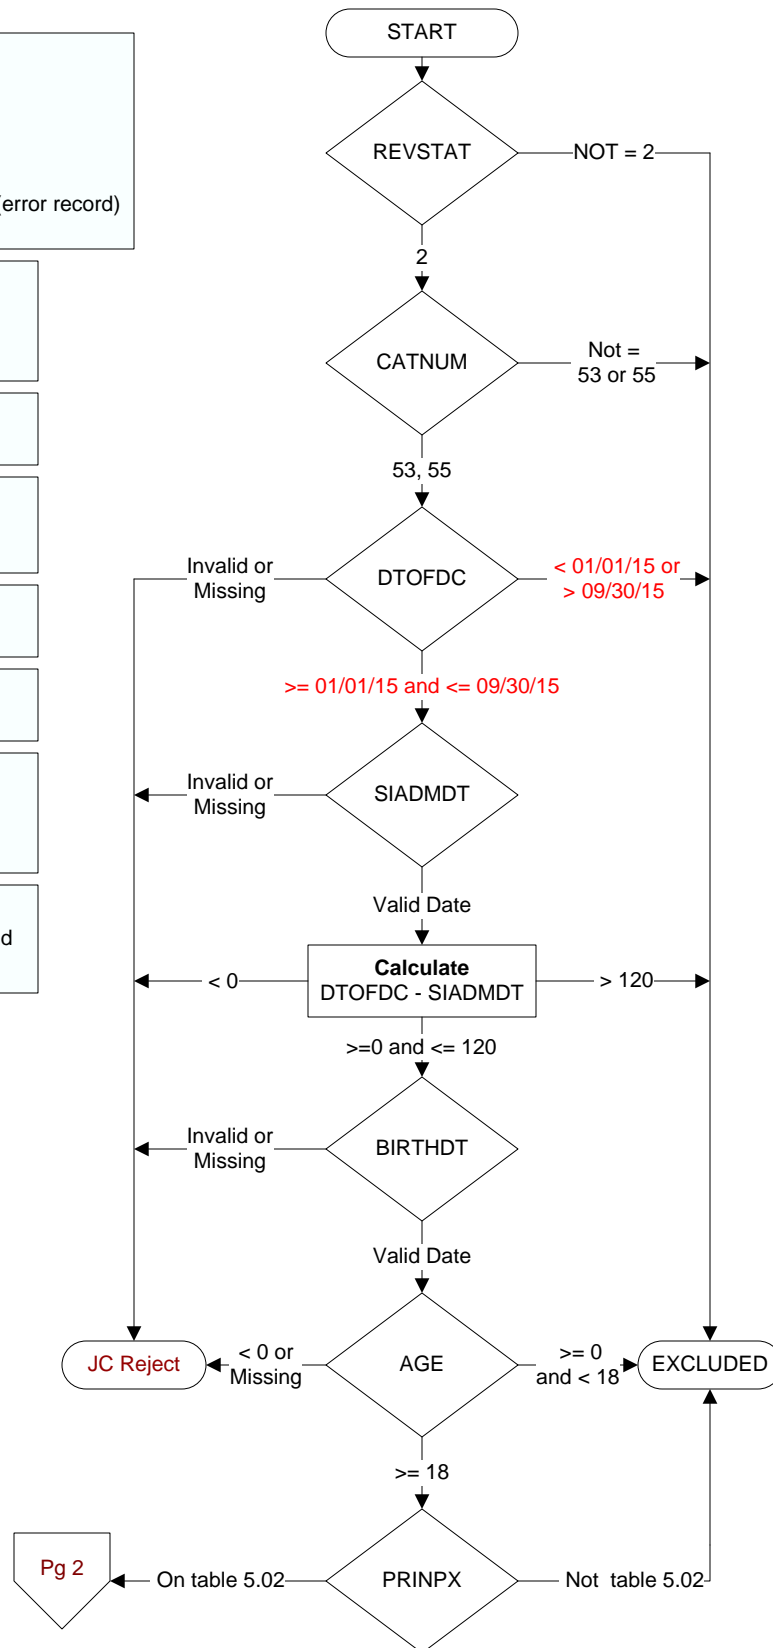 START
(error record)
REVSTAT
NOT = 2
2
CATNUM
Not =
53 or 55
53, 55
Invalid or
Missing
DTOFDC
< 01/01/15 or
> 09/30/15
>= 01/01/15 and <= 09/30/15
Invalid or
Missing
SIADMDT
Valid Date
d
< 0
Calculate
DTOFDC - SIADMDT
> 120
>=0 and <= 120
Invalid or
Missing
BIRTHDT
Valid Date
JC Reject
< 0 or
Missing
AGE
>= 0
and < 18
EXCLUDED
>= 18
Pg 2
On table 5.02
PRINPX
Not table 5.02